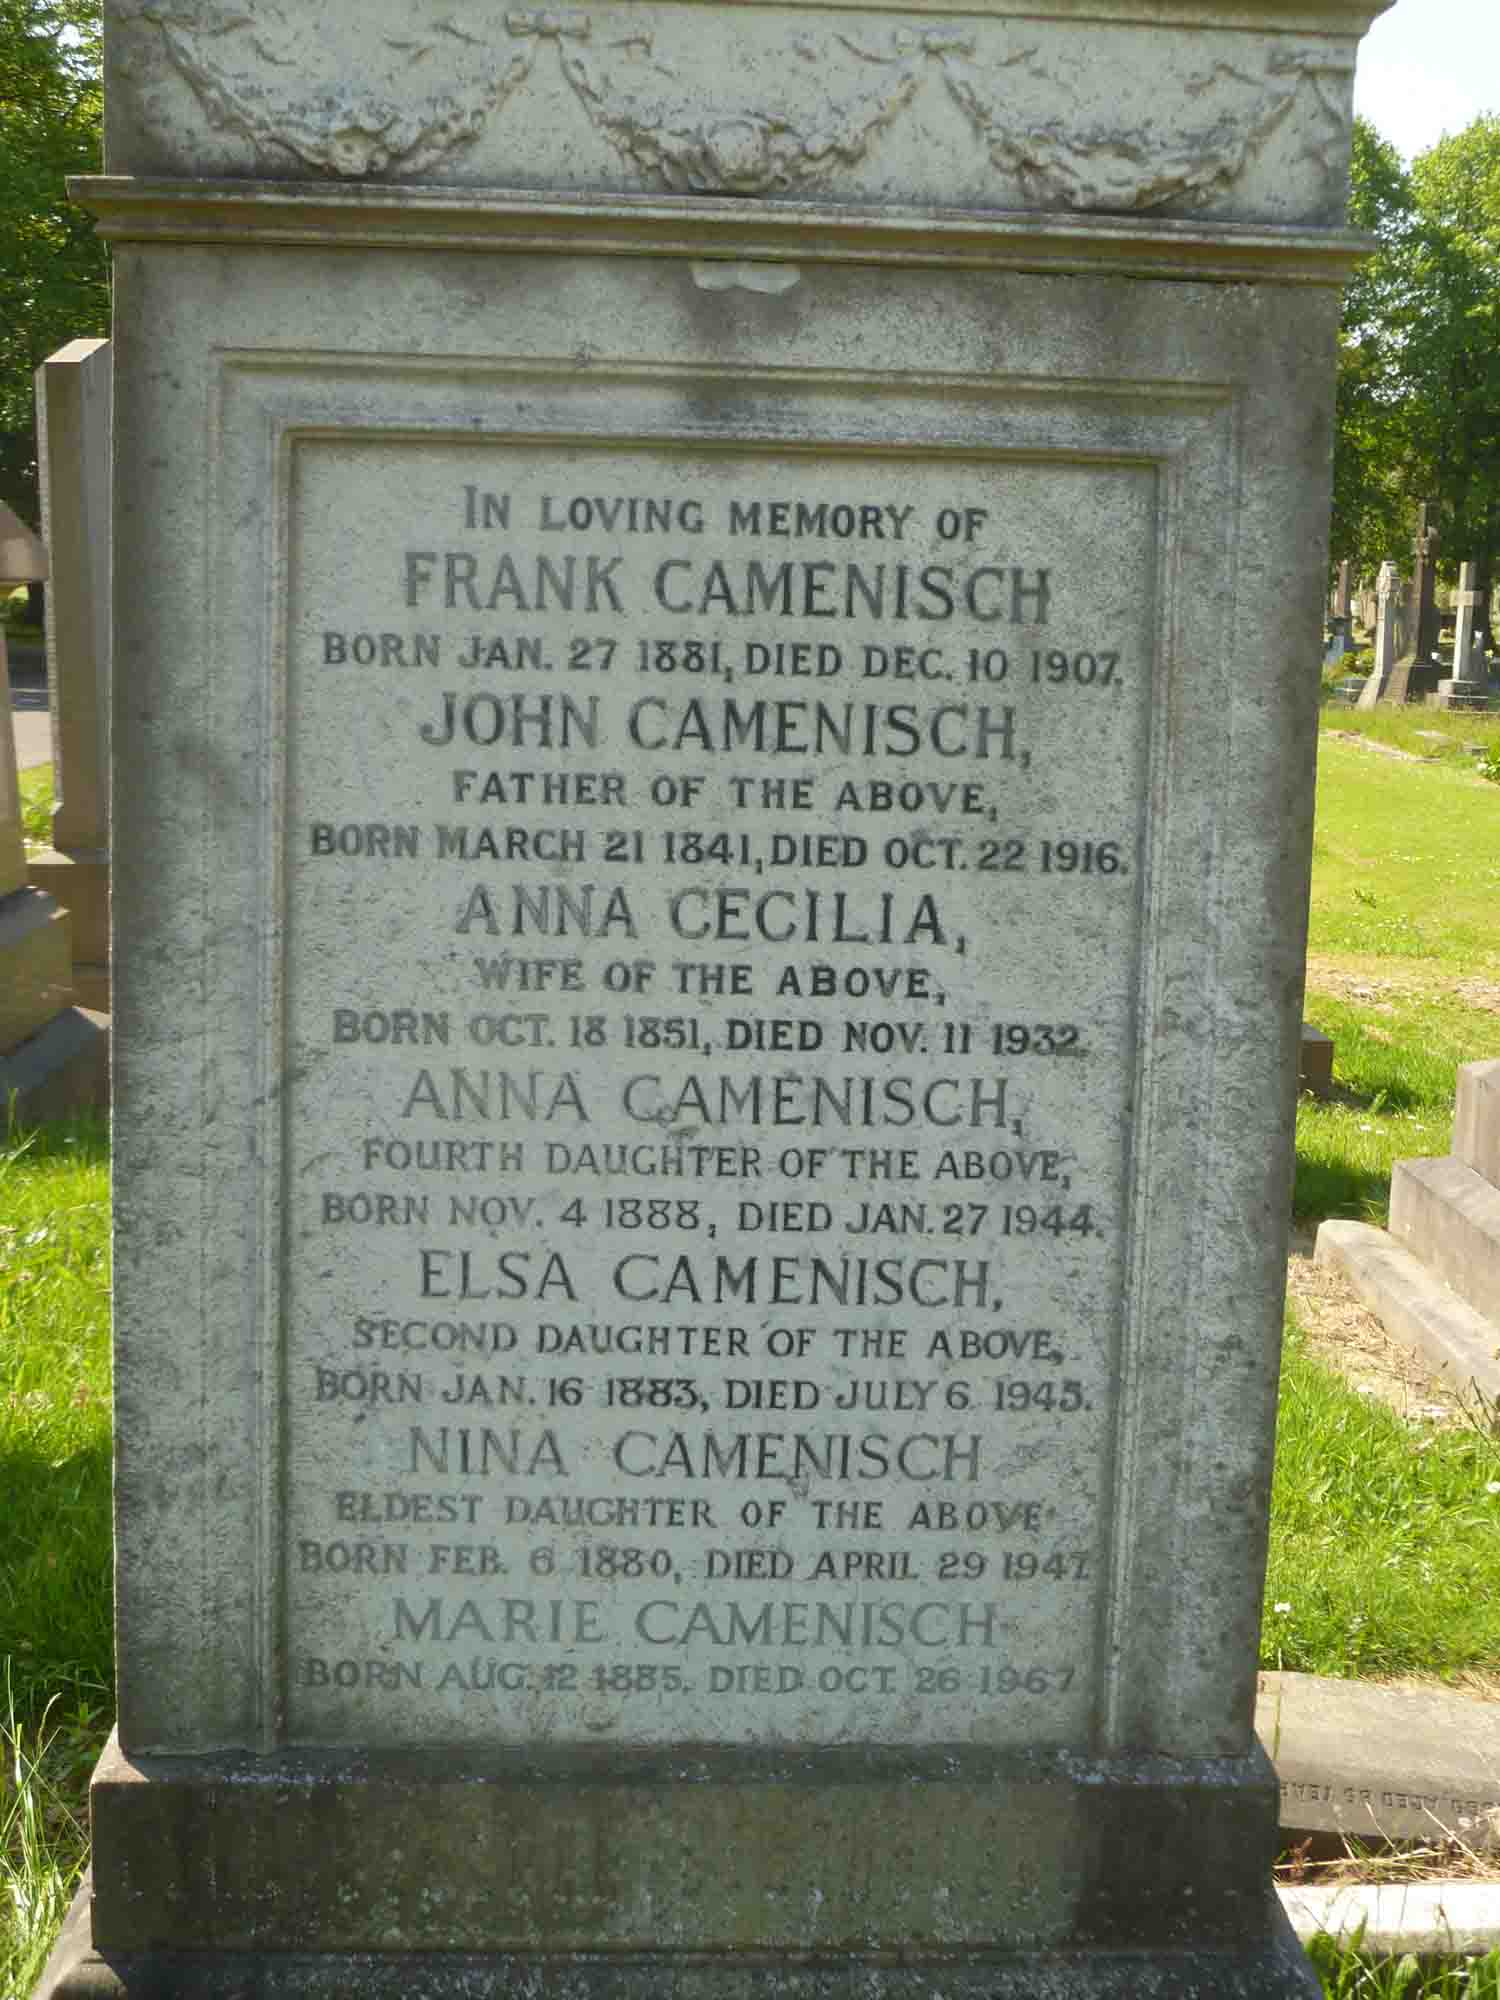 IN LOVING MEMORY OF
FRANK CAMENISCH
BORN JAN. 27 1881, DIED DEC. 10 1907.
JOHN CAMENISCH,
FATHER OF THE ABOVE,
BORN MARCH 21 1841, DIED OCT. 22 1916.
ANNA CECILIA,
WIFE OF THE ABOVE,
BORN OCT. 18 1851, DIED NOV. 11 1932.
ANNA CAMENISCH,
FOURTH DAUGHTER OF THE ABOVE,
BORN NOV. 4 1888, DIED JAN. 27 1944.
ELSA CAMENISCH,
SECOND DAUGHTER OF THE ABOVE,
BORN JAN. 16 1883, DIED JULY 6 1945.
NINA CAMENISCH
ELDEST DAUGHTER OF THE ABOVE
BORN FEB. 6 1880, DIED APRIL 29 1947.
MARIE CAMENISCH
BORN AUG. 12 1885, DIED OCT. 26 1967
AGED 85